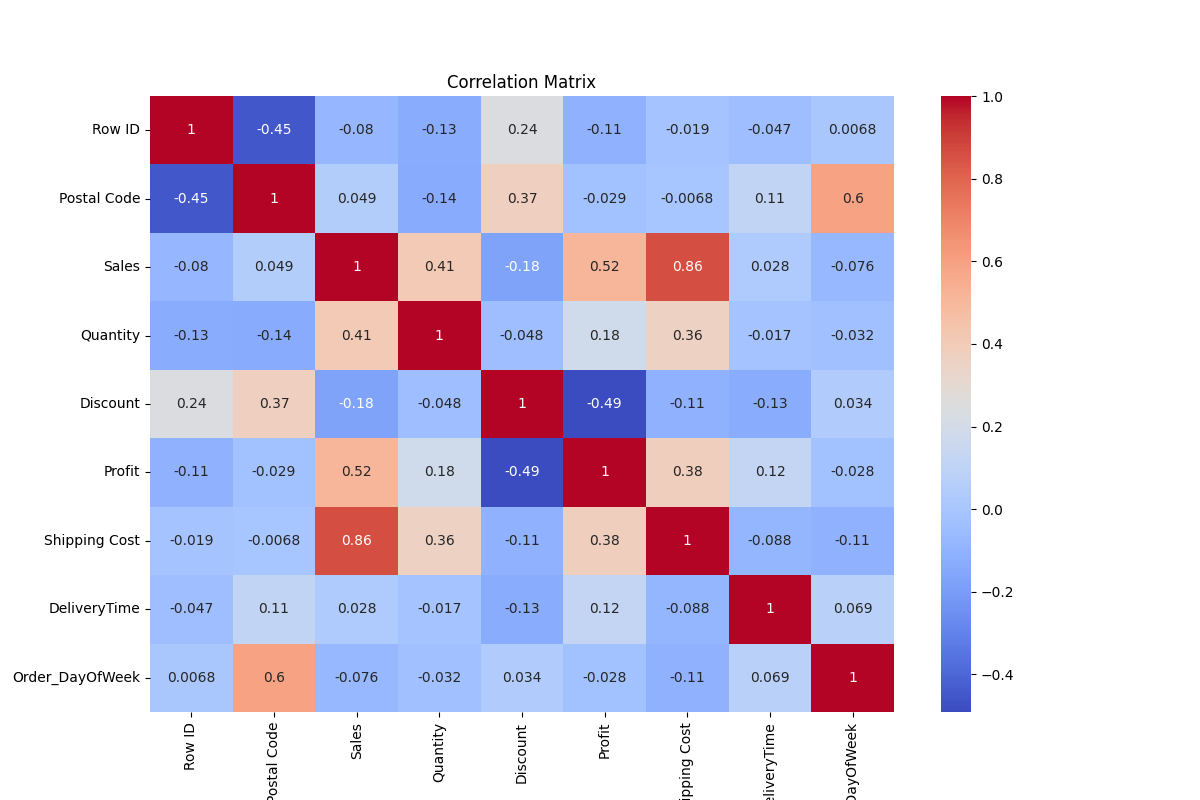 Correlation Matrix
Row ID 1 -0.45 -0.08 -0.13 0.24 -0.11 -0.019 -0.047 0.0068
Postal Code -0.45 1 0.049 -0.14 0.37 -0.029 -0.0068 0.11 0.6
Sales -0.08 0.049 1 0.41 -0.18 0.52 0.86 0.028 -0.076
Quantity -0.13 -0.14 0.41 1 -0.048 0.18 0.36 -0.017 -0.032
Discount 0.24 0.37 -0.18 -0.048 1 -0.49 -0.11 -0.13 0.034
Profit -0.11 -0.029 0.52 0.18 -0.49 1 0.38 0.12 -0.028
Shipping Cost -0.019 -0.0068 0.86 0.36 -0.11 0.38 1 -0.088 -0.11
DeliveryTime -0.047 0.11 0.028 -0.017 -0.13 0.12 -0.088 1 0.069
Order_DayOfWeek 0.0068 0.6 -0.076 -0.032 0.034 -0.028 -0.11 0.069 1
Row ID
Postal Code
Sales
Quantity
Discount
Profit
ipping Cost
eliveryTime
DayOfWeek
1.0
0.8
0.6
0.4
0.2
0.0
−0.2
−0.4